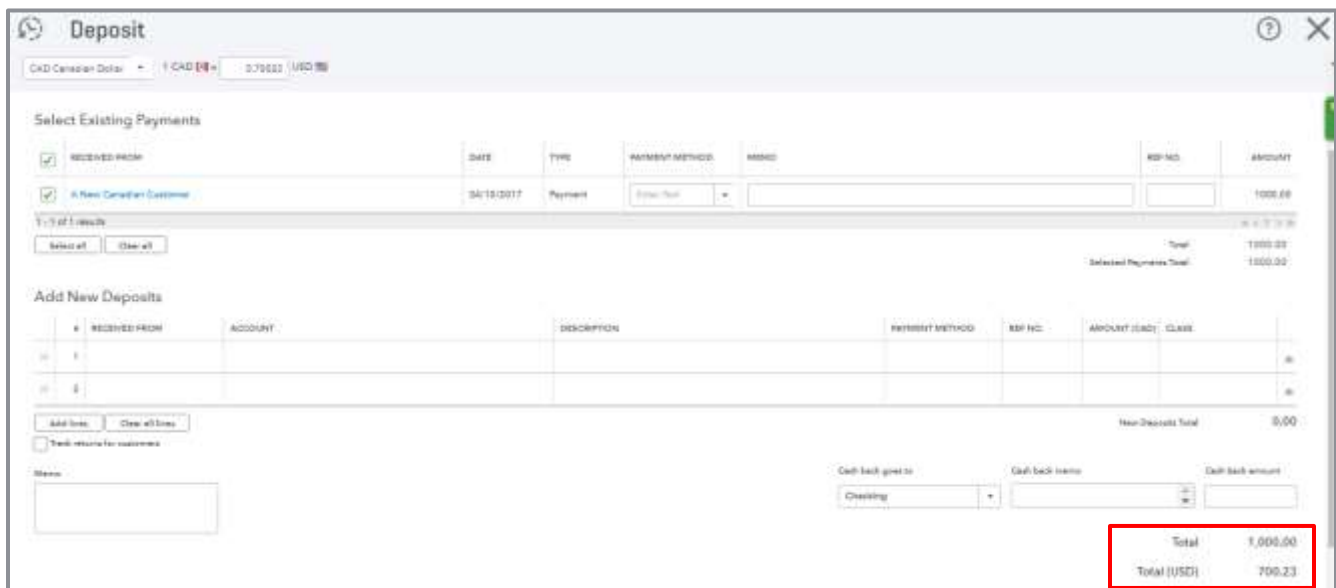 Deposit
CAD Canadian Dollar 1 CAD = USD
Select Existing Payments
RECEIVED FROM DATE TYPE PAYMENT METHOD MEMO REF NO. AMOUNT
A New Canadian Customer Payment 1000.00
1 - 1 of 1 results
Select all Clear all Total 1000.00
Selected Payments Total 1000.00
Add New Deposits
# RECEIVED FROM ACCOUNT DESCRIPTION PAYMENT METHOD REF NO. AMOUNT (CAD) CLASS
1
2
Add lines Clear all lines New Deposits Total 0.00
Track returns for customers
Memo Cash back goes to Cash back memo Cash back amount
Checking
Total 1,000.00
Total (USD) 700.23